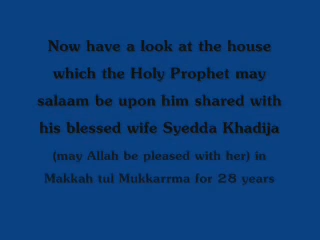 Now have a look at the house
which the Holy Prophet may
salaam be upon him shared with
his blessed wife Syedda Khadija
(may Allah be pleased with her) in
Makkah tul Mukkarrma for 28 years